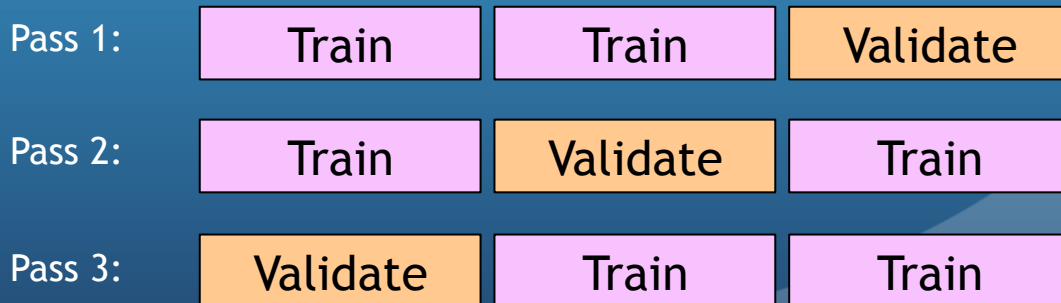 Pass 1: Train Train Validate
Pass 2: Train Validate Train
Pass 3: Validate Train Train